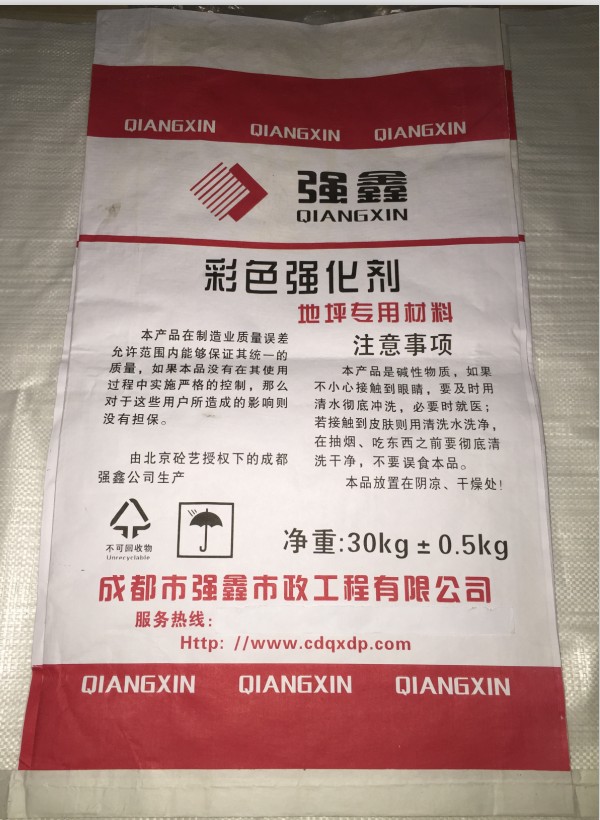 QIANGXIN QIANGXIN QIANGXIN
强鑫
QIANGXIN
彩色强化剂
地坪专用材料
本产品在制造业质量误差
允许范围内能够保证其统一的
质量，如果本品没有在其使用
过程中实施严格的控制，那么
对于这些用户所造成的影响则
没有担保。
由北京砼艺授权下的成都
强鑫公司生产
注意事项
本产品是碱性物质，如果
不小心接触到眼睛，要及时用
清水彻底冲洗，必要时就医；
若接触到皮肤则用清洗水洗净，
在抽烟、吃东西之前要彻底清
洗干净，不要误食本品。
本品放置在阴凉、干燥处!
不可回收物
Unrecyclable
净重:30kg±0.5kg
成都市强鑫市政工程有限公司
服务热线:
Http: //www.cdqxdp.com
QIANGXIN QIANGXIN QIANGXIN